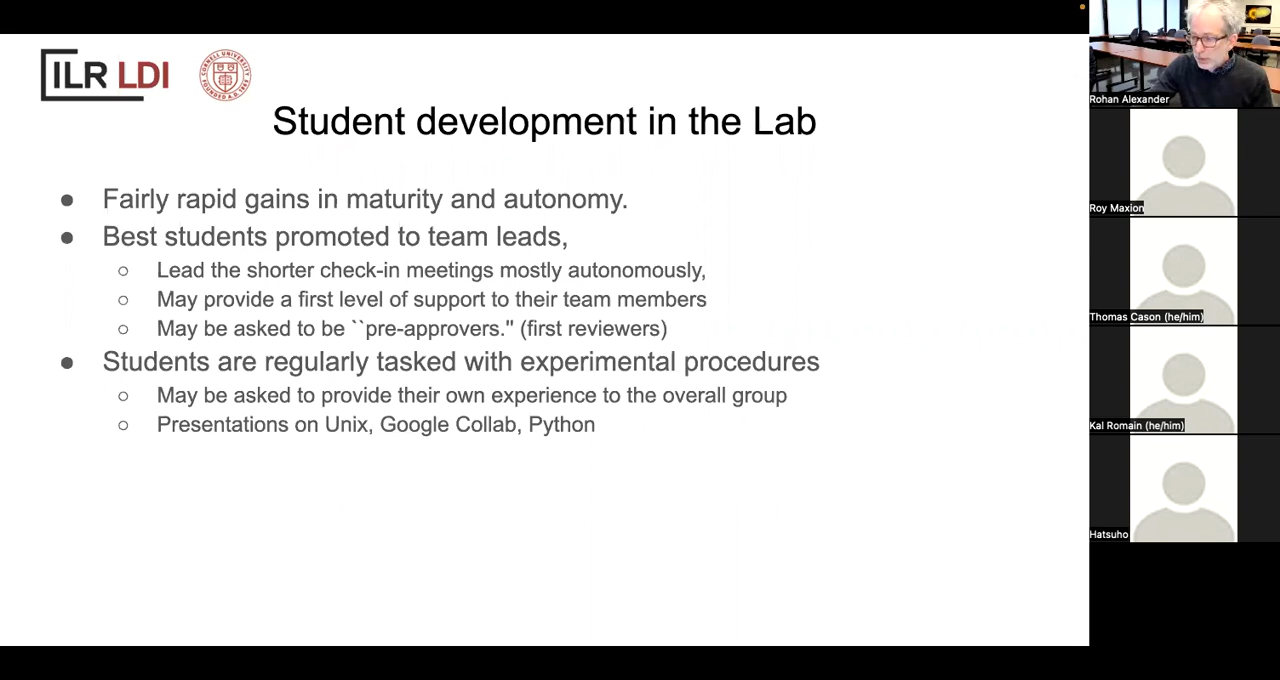 ILR LDI
CORNELL UNIVERSITY
FOUNDED A.D. 1865
Student development in the Lab
● Fairly rapid gains in maturity and autonomy.
● Best students promoted to team leads,
○ Lead the shorter check-in meetings mostly autonomously,
○ May provide a first level of support to their team members
○ May be asked to be ``pre-approvers." (first reviewers)
● Students are regularly tasked with experimental procedures
○ May be asked to provide their own experience to the overall group
○ Presentations on Unix, Google Collab, Python
Rohan Alexander
Roy Maxion
Thomas Cason (he/him)
Kal Romain (he/him)
Hatsuho